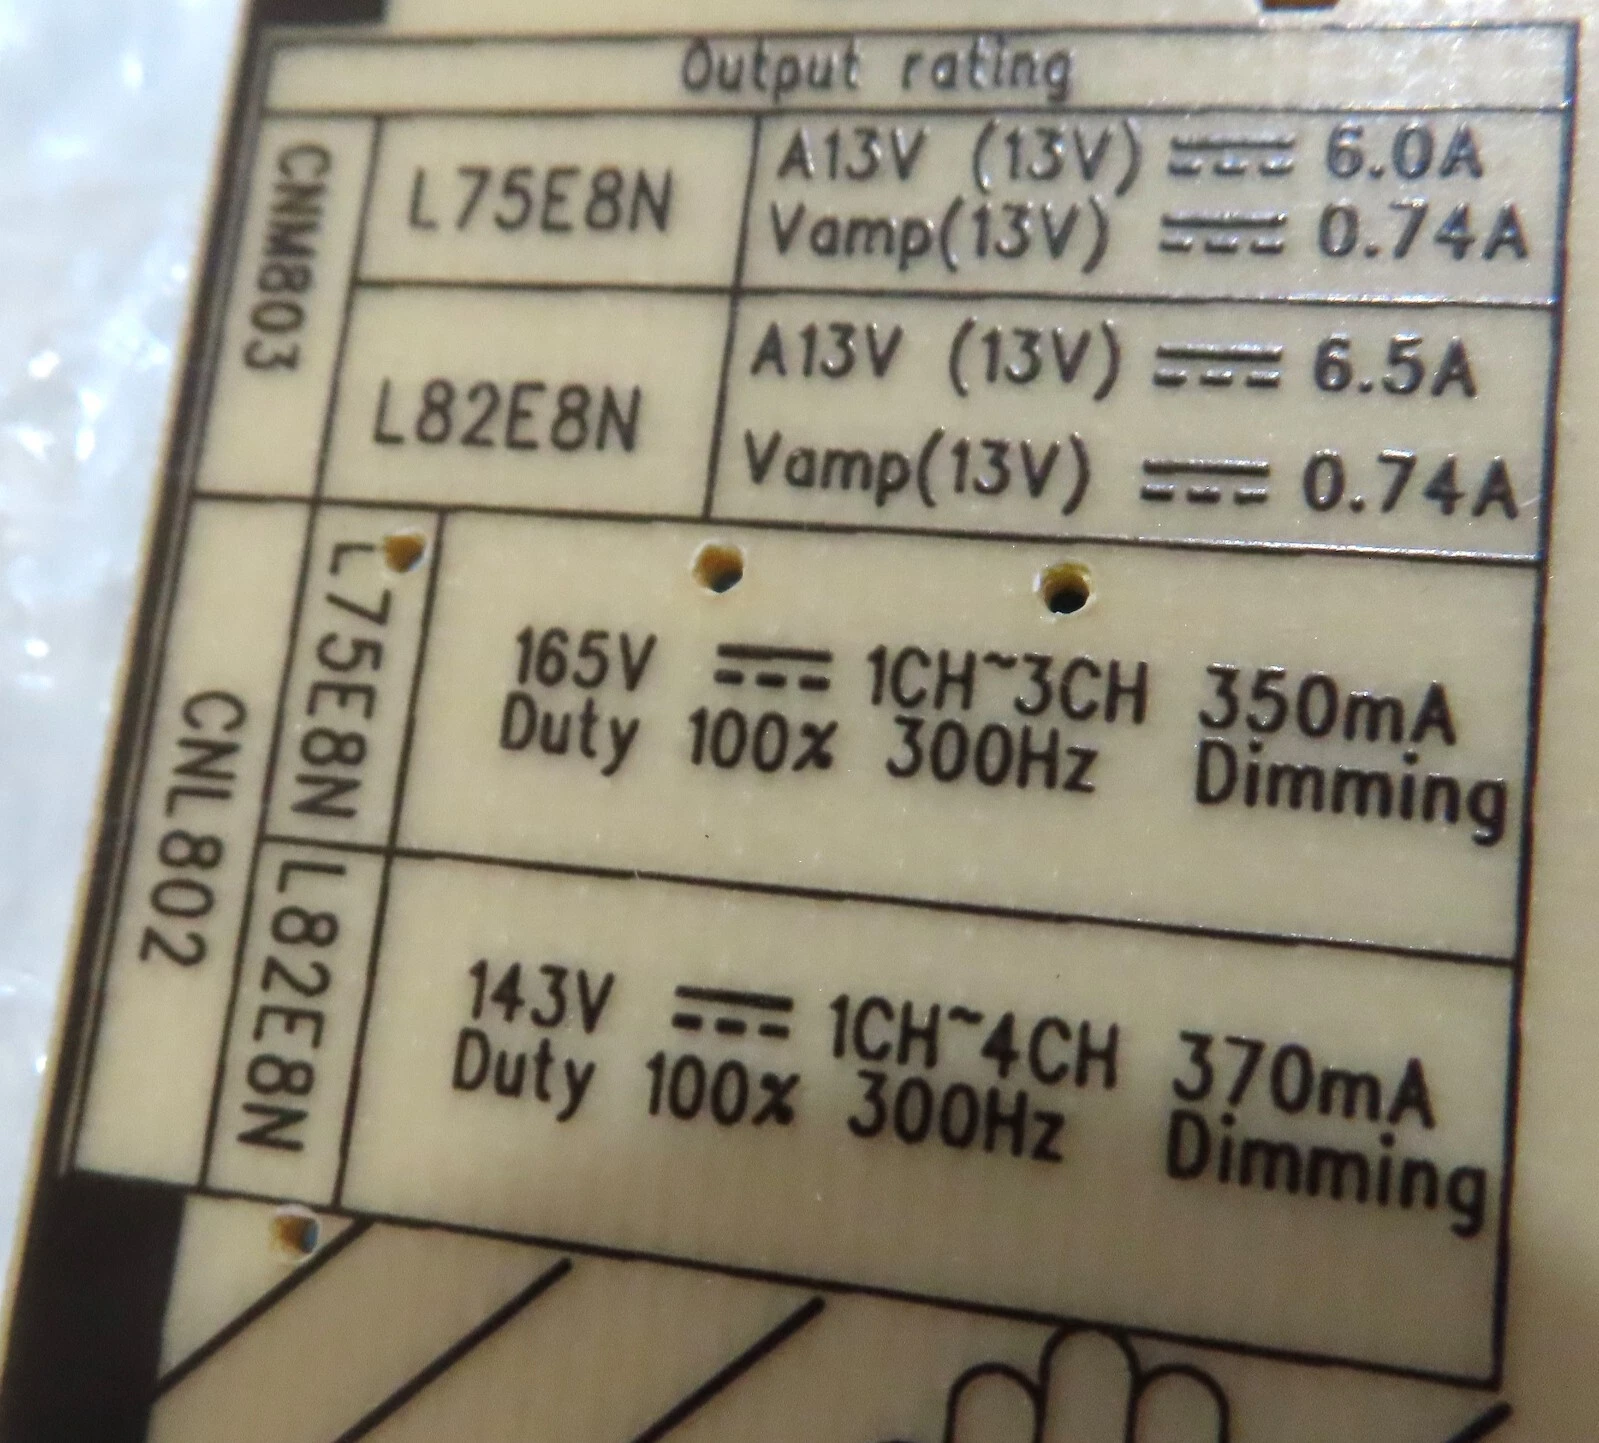 Output rating
CNM803
L75E8N
A13V (13V) ⎓ 6.0A
Vamp(13V) ⎓ 0.74A
L82E8N
A13V (13V) ⎓ 6.5A
Vamp(13V) ⎓ 0.74A
CNL802
L75E8N
165V ⎓ 1CH~3CH 350mA
Duty 100% 300Hz Dimming
L82E8N
143V ⎓ 1CH~4CH 370mA
Duty 100% 300Hz Dimming